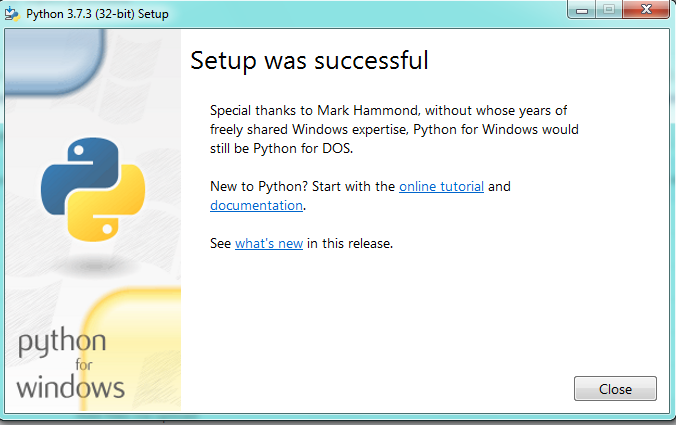 Python 3.7.3 (32-bit) Setup
Setup was successful
Special thanks to Mark Hammond, without whose years of
freely shared Windows expertise, Python for Windows would
still be Python for DOS.
New to Python? Start with the online tutorial and
documentation.
See what's new in this release.
python
for
windows
Close